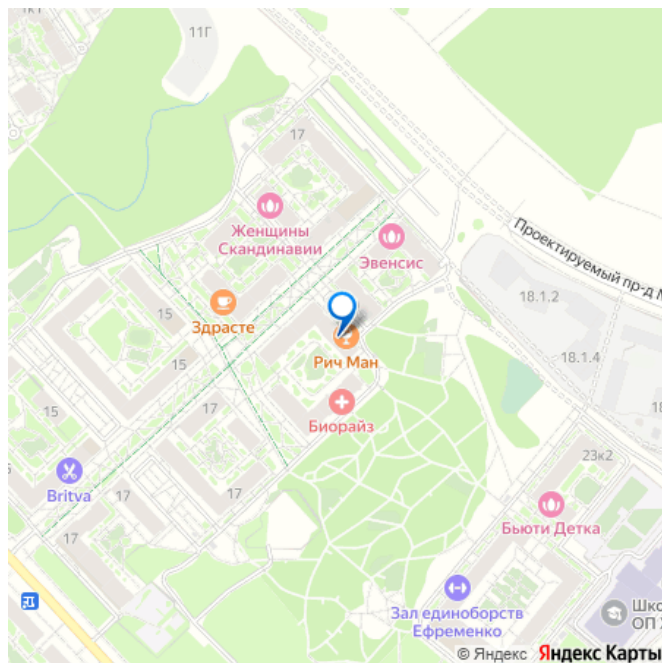 11Г
17
Женщины
Скандинавии
Эвенсис
Проектируемый пр-д №
18.1.2
Здрасте
15
18.1.4
Рич Ман
15
17
Биорайз
23к2
Britva
17
17
17
Бьюти Детка
Зал единоборств
Ефременко
Шко
ОП
© Яндекс Яндекс Карты